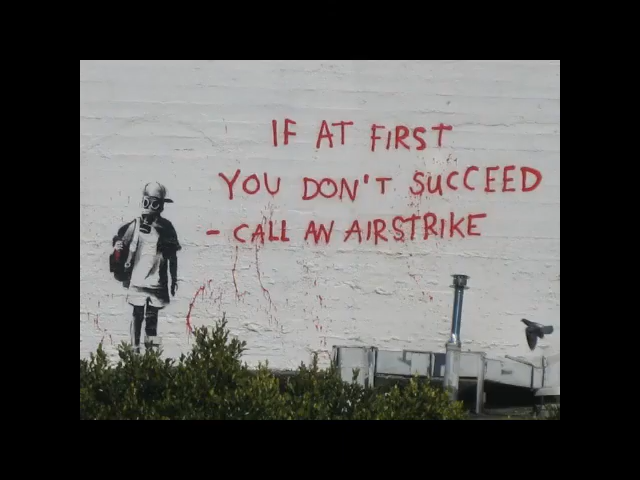 IF AT FIRST
YOU DON'T SUCCEED
- CALL AN AIRSTRIKE